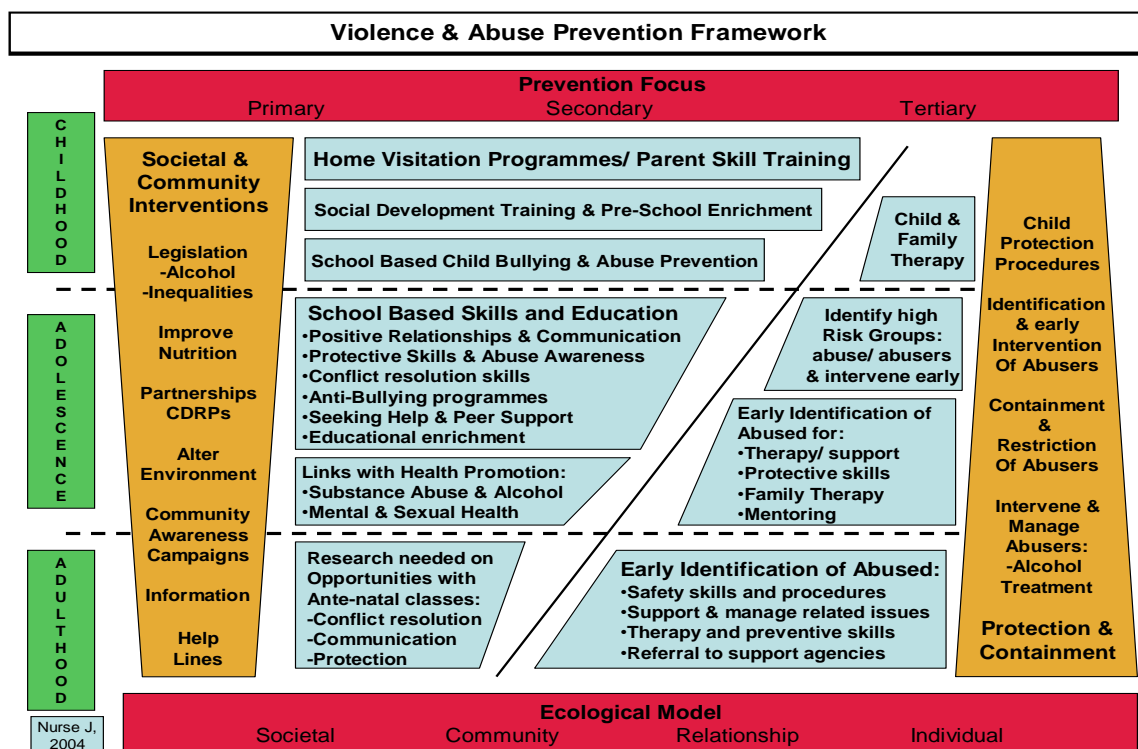 Violence & Abuse Prevention Framework
Prevention Focus
Primary Secondary Tertiary
CHILDHOOD
Societal &
Community
Interventions
Legislation
-Alcohol
-Inequalities
Improve
Nutrition
Partnerships
CDRPs
Alter
Environment
Community
Awareness
Campaigns
Information
Help
Lines
Home Visitation Programmes/ Parent Skill Training
Social Development Training & Pre-School Enrichment
School Based Child Bullying & Abuse Prevention
Child &
Family
Therapy
Child
Protection
Procedures
Identification
& early
Intervention
Of Abusers
Containment
&
Restriction
Of Abusers
Intervene &
Manage
Abusers:
-Alcohol
Treatment
Protection &
Containment
ADOLESCENCE
School Based Skills and Education
•Positive Relationships & Communication
•Protective Skills & Abuse Awareness
•Conflict resolution skills
•Anti-Bullying programmes
•Seeking Help & Peer Support
•Educational enrichment
Identify high
Risk Groups:
abuse/ abusers
& intervene early
Links with Health Promotion:
•Substance Abuse & Alcohol
•Mental & Sexual Health
Early Identification of
Abused for:
•Therapy/ support
•Protective skills
•Family Therapy
•Mentoring
ADULTHOOD
Research needed on
Opportunities with
Ante-natal classes:
-Conflict resolution
-Communication
-Protection
Early Identification of Abused:
•Safety skills and procedures
•Support & manage related issues
•Therapy and preventive skills
•Referral to support agencies
Nurse J,
2004
Ecological Model
Societal Community Relationship Individual